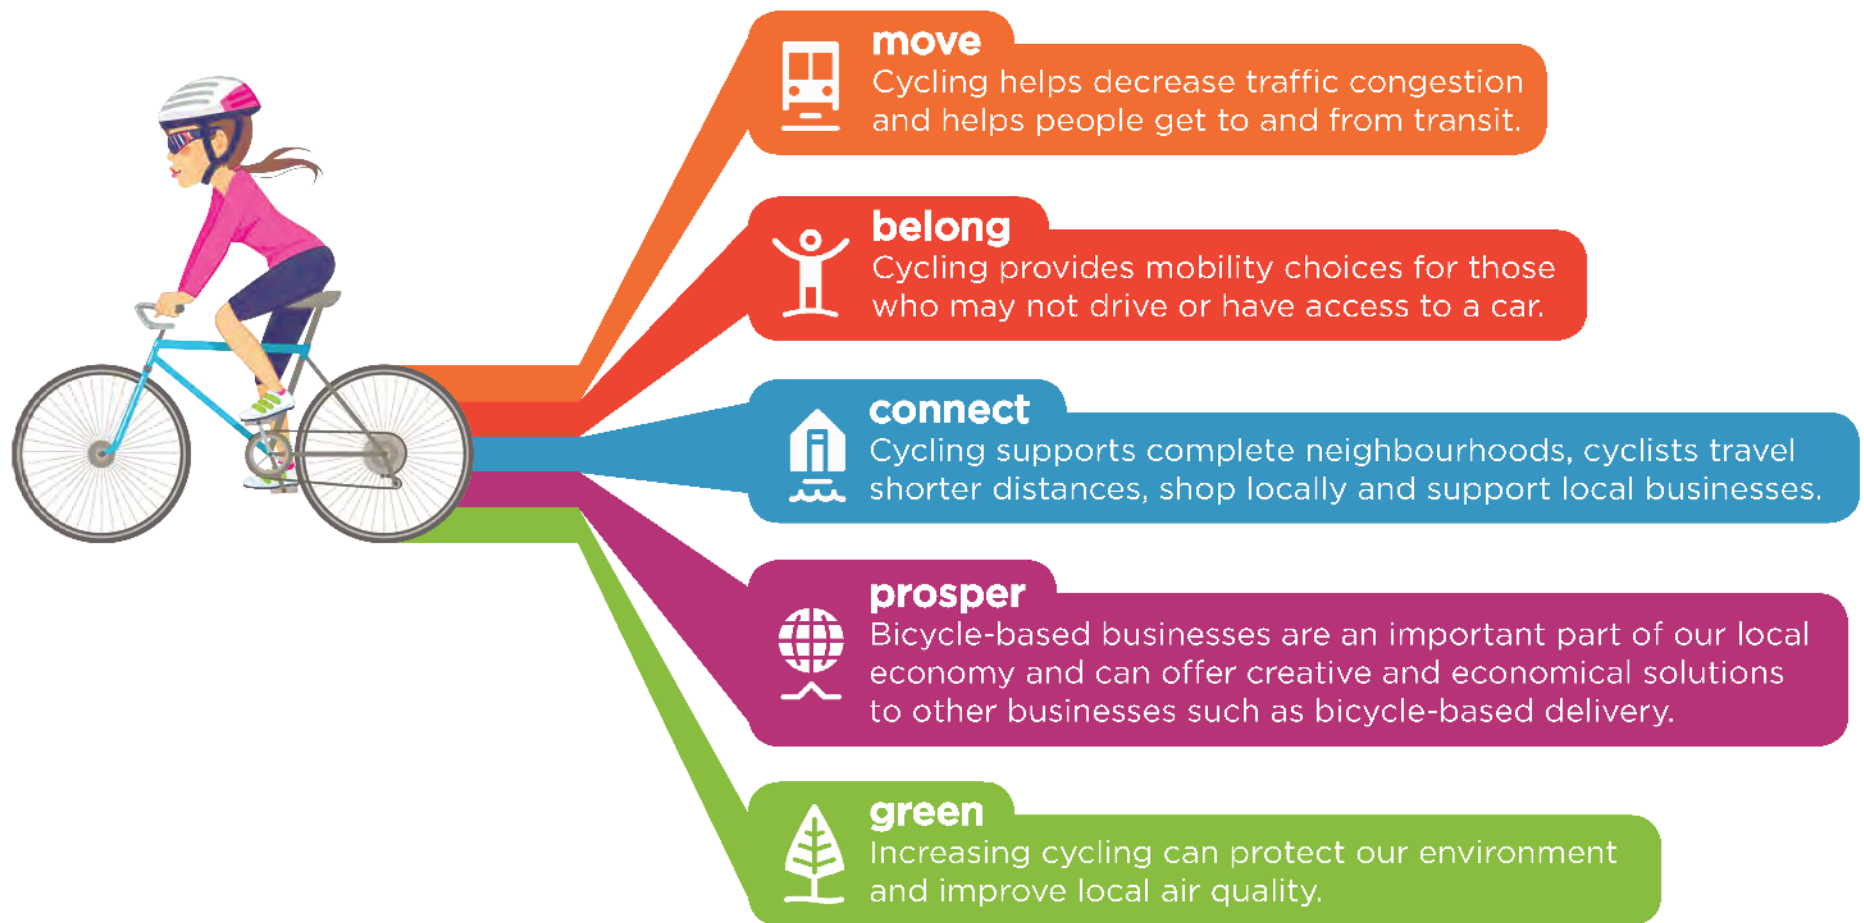 move
Cycling helps decrease traffic congestion
and helps people get to and from transit.
belong
Cycling provides mobility choices for those
who may not drive or have access to a car.
connect
Cycling supports complete neighbourhoods, cyclists travel
shorter distances, shop locally and support local businesses.
prosper
Bicycle-based businesses are an important part of our local
economy and can offer creative and economical solutions
to other businesses such as bicycle-based delivery.
green
Increasing cycling can protect our environment
and improve local air quality.